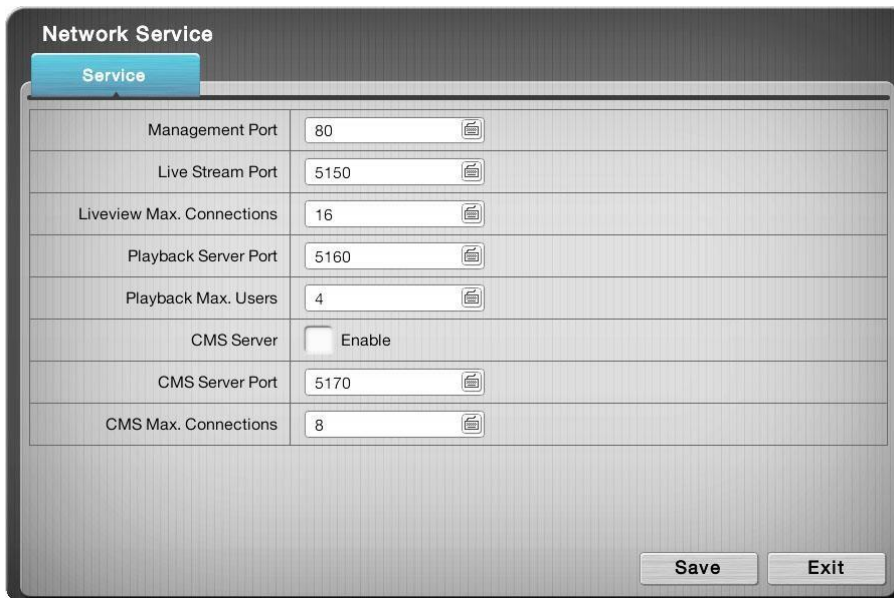 Network Service
Service
Management Port 80
Live Stream Port 5150
Liveview Max. Connections 16
Playback Server Port 5160
Playback Max. Users 4
CMS Server Enable
CMS Server Port 5170
CMS Max. Connections 8
Save Exit